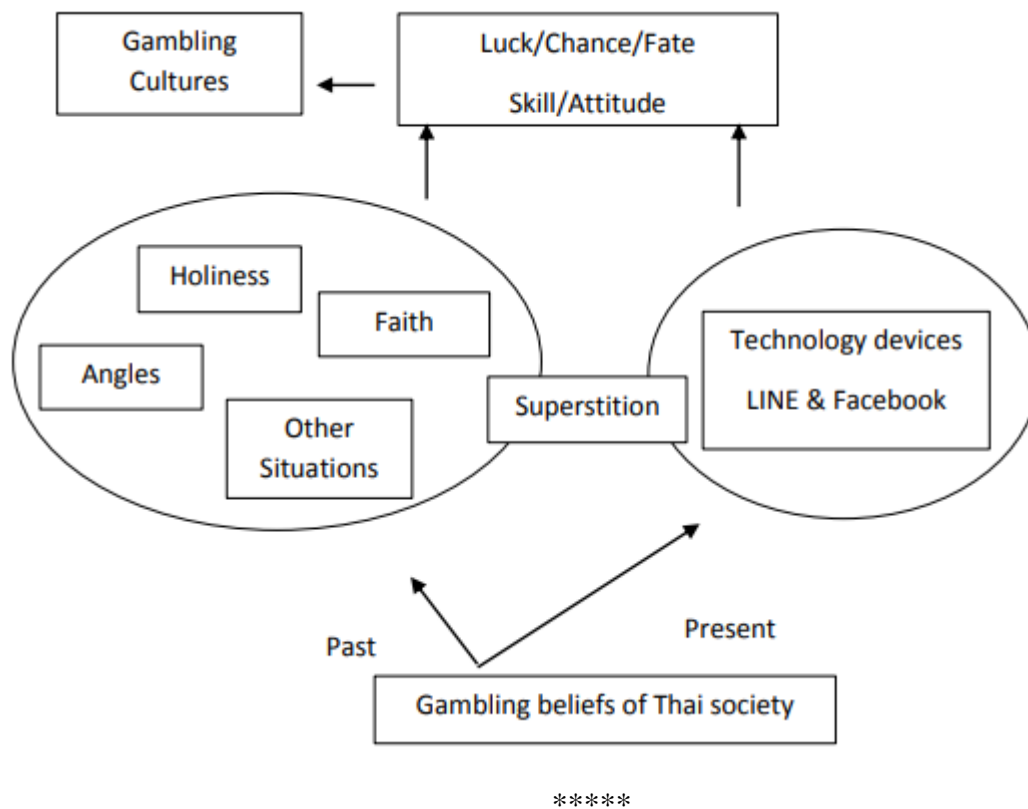 Gambling
Cultures
Luck/Chance/Fate
Skill/Attitude
Holiness
Faith
Angles
Other
Situations
Superstition
Technology devices
LINE & Facebook
Past
Present
Gambling beliefs of Thai society
*****